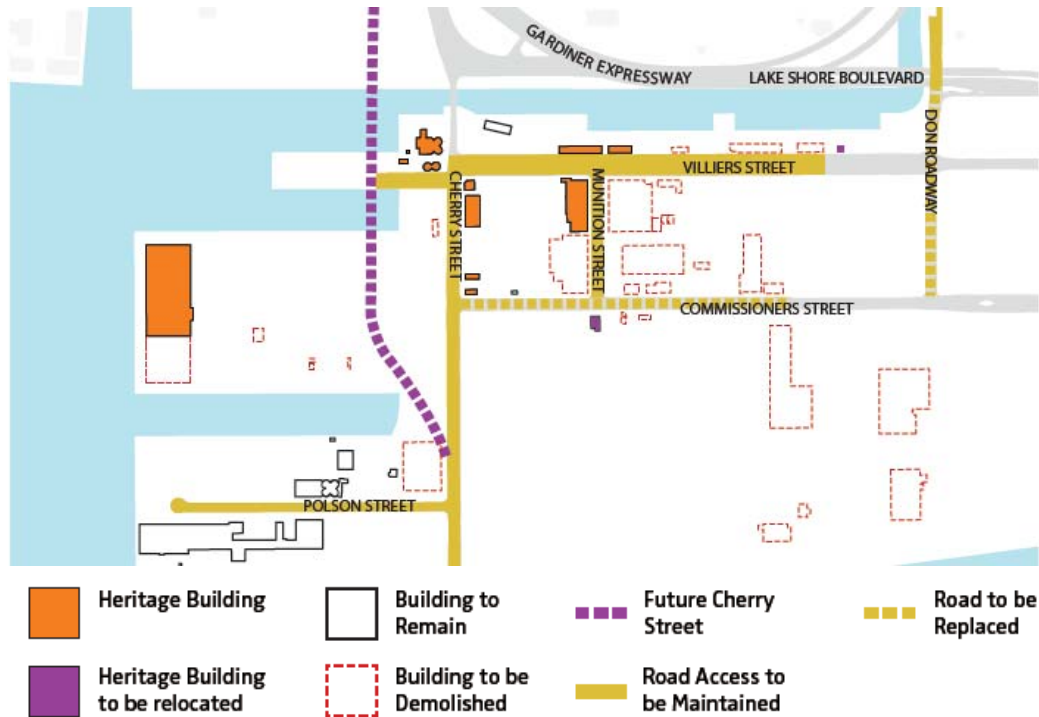 GARDINER EXPRESSWAY
LAKE SHORE BOULEVARD
DON ROADWAY
VILLIERS STREET
CHERRY STREET
MUNITION STREET
COMMISSIONERS STREET
POLSON STREET
Heritage Building
Building to
Remain
Future Cherry
Street
Road to be
Replaced
Heritage Building
to be relocated
Building to be
Demolished
Road Access to
be Maintained